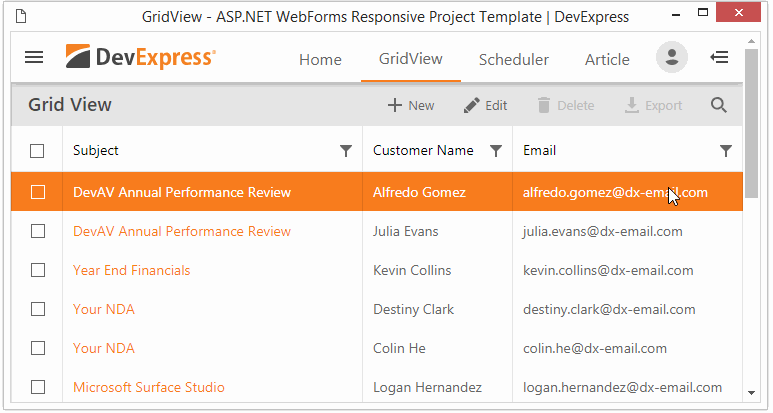 GridView - ASP.NET WebForms Responsive Project Template | DevExpress
DevExpress® Home GridView Scheduler Article
Grid View New Edit Delete Export
Subject Customer Name Email
DevAV Annual Performance Review Alfredo Gomez alfredo.gomez@dx-email.com
DevAV Annual Performance Review Julia Evans julia.evans@dx-email.com
Year End Financials Kevin Collins kevin.collins@dx-email.com
Your NDA Destiny Clark destiny.clark@dx-email.com
Your NDA Colin He colin.he@dx-email.com
Microsoft Surface Studio Logan Hernandez logan.hernandez@dx-email.com